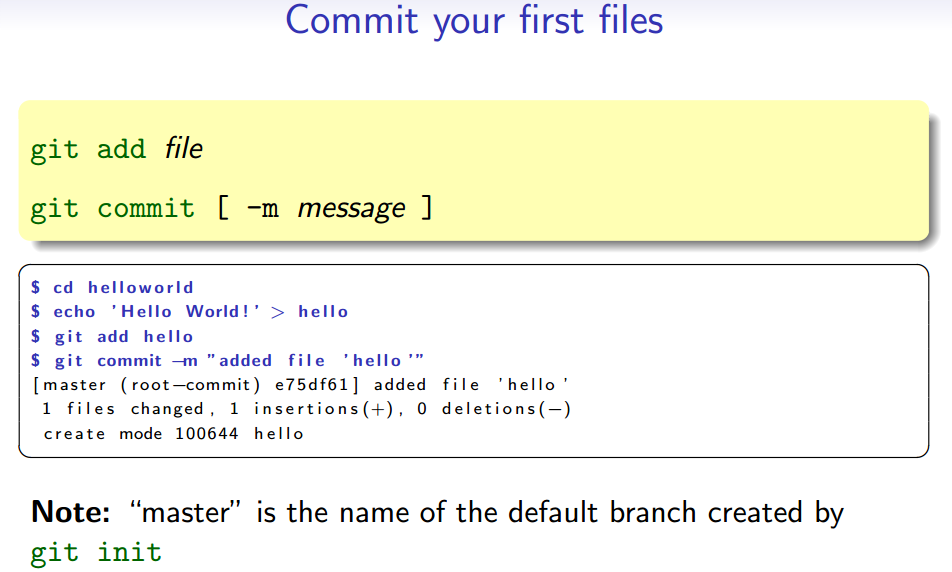 Commit your first files
git add file
git commit [ -m message ]
$ cd helloworld
$ echo 'Hello World!' > hello
$ git add hello
$ git commit −m "added file 'hello'"
[master (root−commit) e75df61] added file 'hello'
1 files changed, 1 insertions(+), 0 deletions(−)
create mode 100644 hello
Note: “master” is the name of the default branch created by
git init